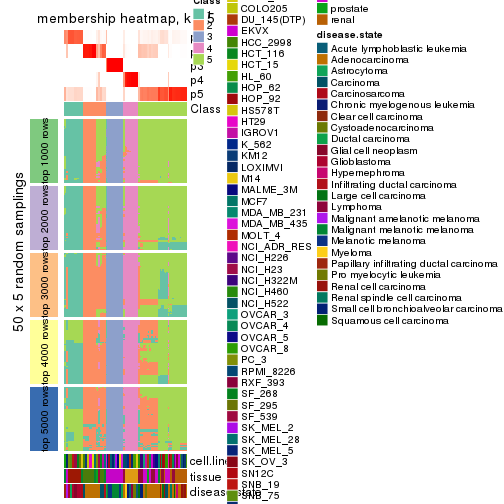 membership heatmap, k = 5
p3
p4
p5
Class
50 x 5 random samplings
top 1000 rows
top 2000 rows
top 3000 rows
top 4000 rows
top 5000 rows
cell.line
tissue
disease.state
Class
1
2
3
4
5
COLO205
DU_145(DTP)
EKVX
HCC_2998
HCT_116
HCT_15
HL_60
HOP_62
HOP_92
HS578T
HT29
IGROV1
K_562
KM12
LOXIMVI
M14
MALME_3M
MCF7
MDA_MB_231
MDA_MB_435
MOLT_4
NCI_ADR_RES
NCI_H226
NCI_H23
NCI_H322M
NCI_H460
NCI_H522
OVCAR_3
OVCAR_4
OVCAR_5
OVCAR_8
PC_3
RPMI_8226
RXF_393
SF_268
SF_295
SF_539
SK_MEL_2
SK_MEL_28
SK_MEL_5
SK_OV_3
SN12C
SNB_19
SNB_75
prostate
renal
disease.state
Acute lymphoblastic leukemia
Adenocarcinoma
Astrocytoma
Carcinoma
Carcinosarcoma
Chronic myelogenous leukemia
Clear cell carcinoma
Cystoadenocarcinoma
Ductal carcinoma
Glial cell neoplasm
Glioblastoma
Hypernephroma
Infiltrating ductal carcinoma
Large cell carcinoma
Lymphoma
Malignant amelanotic melanoma
Malignant melanotic melanoma
Melanotic melanoma
Myeloma
Papillary infiltrating ductal carcinoma
Pro myelocytic leukemia
Renal cell carcinoma
Renal spindle cell carcinoma
Small cell bronchioalveolar carcinoma
Squamous cell carcinoma